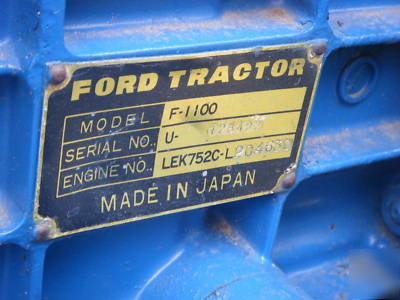 FORD TRACTOR
MODEL F-1100
SERIAL NO. U-
ENGINE NO. LEK752C-L
MADE IN JAPAN